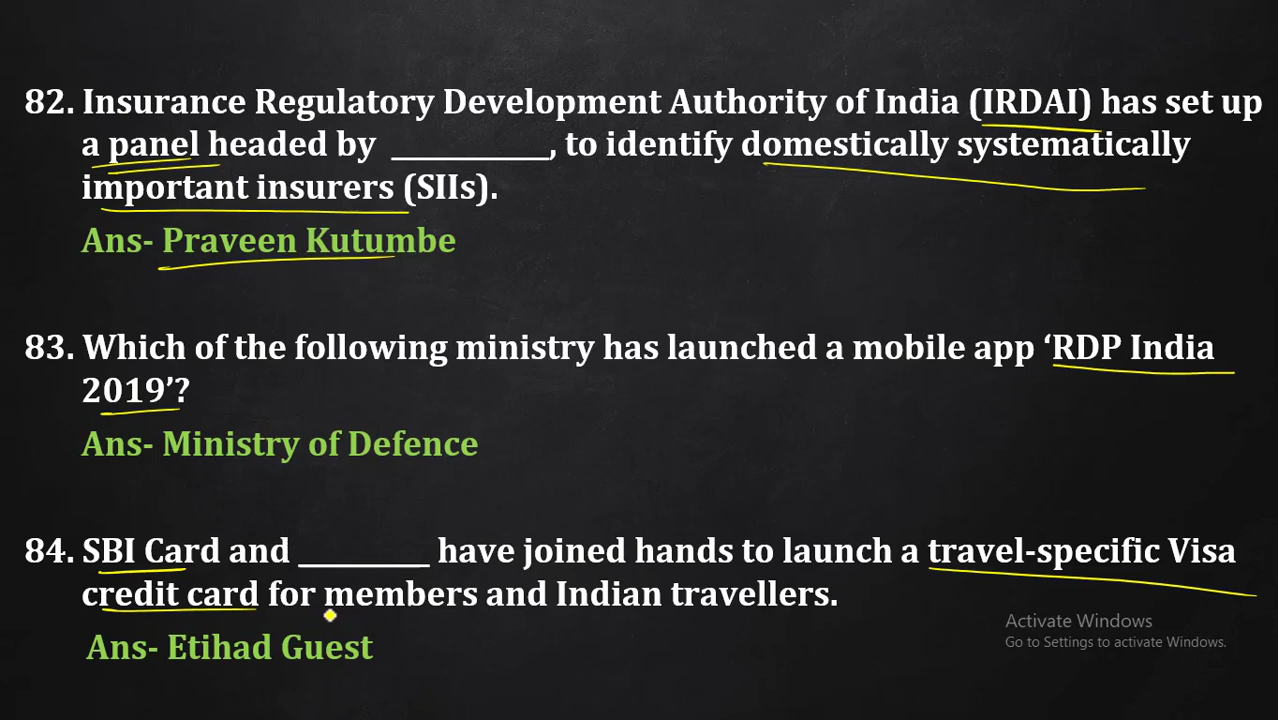 82. Insurance Regulatory Development Authority of India (IRDAI) has set up
a panel headed by ___________, to identify domestically systematically
important insurers (SIIs).
Ans- Praveen Kutumbe
83. Which of the following ministry has launched a mobile app ‘RDP India
2019’?
Ans- Ministry of Defence
84. SBI Card and _________ have joined hands to launch a travel-specific Visa
credit card for members and Indian travellers.
Ans- Etihad Guest
Activate Windows
Go to Settings to activate Windows.